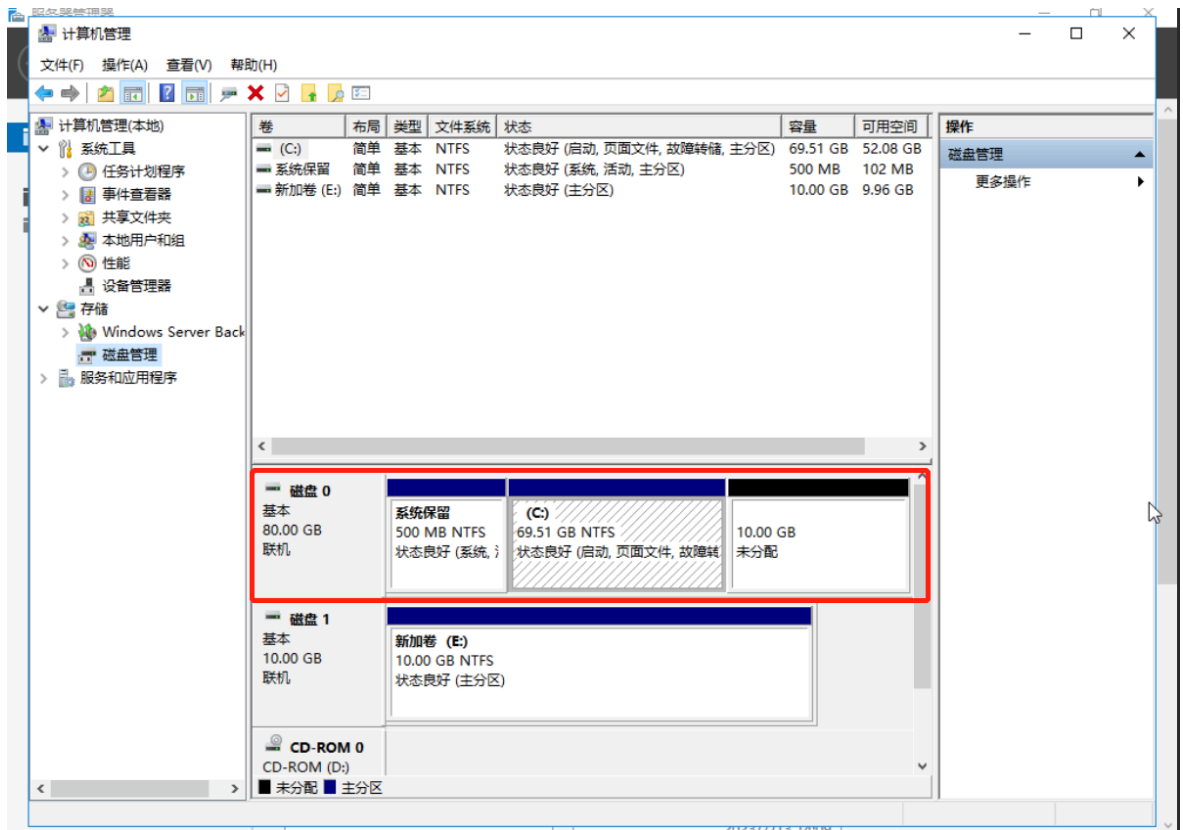 服务器管理器
计算机管理
文件(F) 操作(A) 查看(V) 帮助(H)
计算机管理(本地)
系统工具
任务计划程序
事件查看器
共享文件夹
本地用户和组
性能
设备管理器
存储
Windows Server Back
磁盘管理
服务和应用程序
卷 布局 类型 文件系统 状态 容量 可用空间
(C:) 简单 基本 NTFS 状态良好 (启动, 页面文件, 故障转储, 主分区) 69.51 GB 52.08 GB
系统保留 简单 基本 NTFS 状态良好 (系统, 活动, 主分区) 500 MB 102 MB
新加卷 (E:) 简单 基本 NTFS 状态良好 (主分区) 10.00 GB 9.96 GB
操作
磁盘管理
更多操作
磁盘 0
基本
80.00 GB
联机
系统保留
500 MB NTFS
状态良好 (系统,
(C:)
69.51 GB NTFS
状态良好 (启动, 页面文件, 故障转
10.00 GB
未分配
磁盘 1
基本
10.00 GB
联机
新加卷 (E:)
10.00 GB NTFS
状态良好 (主分区)
CD-ROM 0
CD-ROM (D:)
未分配 主分区